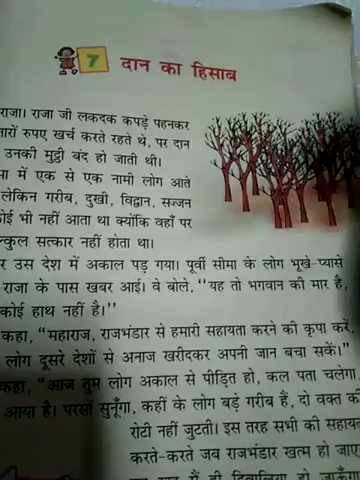 7 दान का हिसाब
राजा। राजा जी लकदक कपड़े पहनकर
रुपए खर्च करते रहते थे, पर दान
उनकी मुट्ठी बंद हो जाती थी।
में एक से एक नामी लोग आते
लेकिन गरीब, दुखी, विद्वान, सज्जन
भी नहीं आता था क्योंकि वहाँ पर
सत्कार नहीं होता था।
उस देश में अकाल पड़ गया। पूर्वी सीमा के लोग भूखे-प्यासे
राजा के पास खबर आई। वे बोले, "यह तो भगवान की मार है,
कोई हाथ नहीं है।"
कहा, "महाराज, राजभंडार से हमारी सहायता करने की कृपा करें,
लोग दूसरे देशों से अनाज खरीदकर अपनी जान बचा सकें।"
कहा, "आज तुम लोग अकाल से पीड़ित हो, कल पता चलेगा,
आया है। परसों सुनूँगा, कहीं के लोग बड़े गरीब हैं, दो वक्त की
रोटी नहीं जुटती। इस तरह सभी की सहायता
करते-करते जब राजभंडार खत्म हो जाए